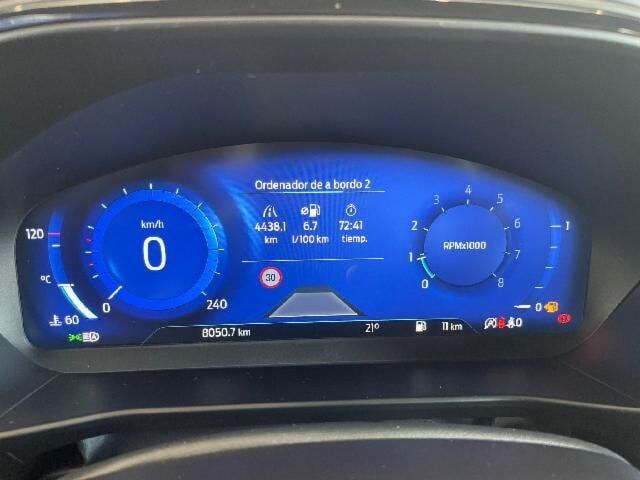 Ordenador de a bordo 2
4438.1 6.7 72:41
km l/100 km tiemp.
km/h
0
0 240
30
120
°C
60
RPMx1000
0 1 2 3 4 5 6 7 8
1
0
8050.7 km 21° 11 km 0